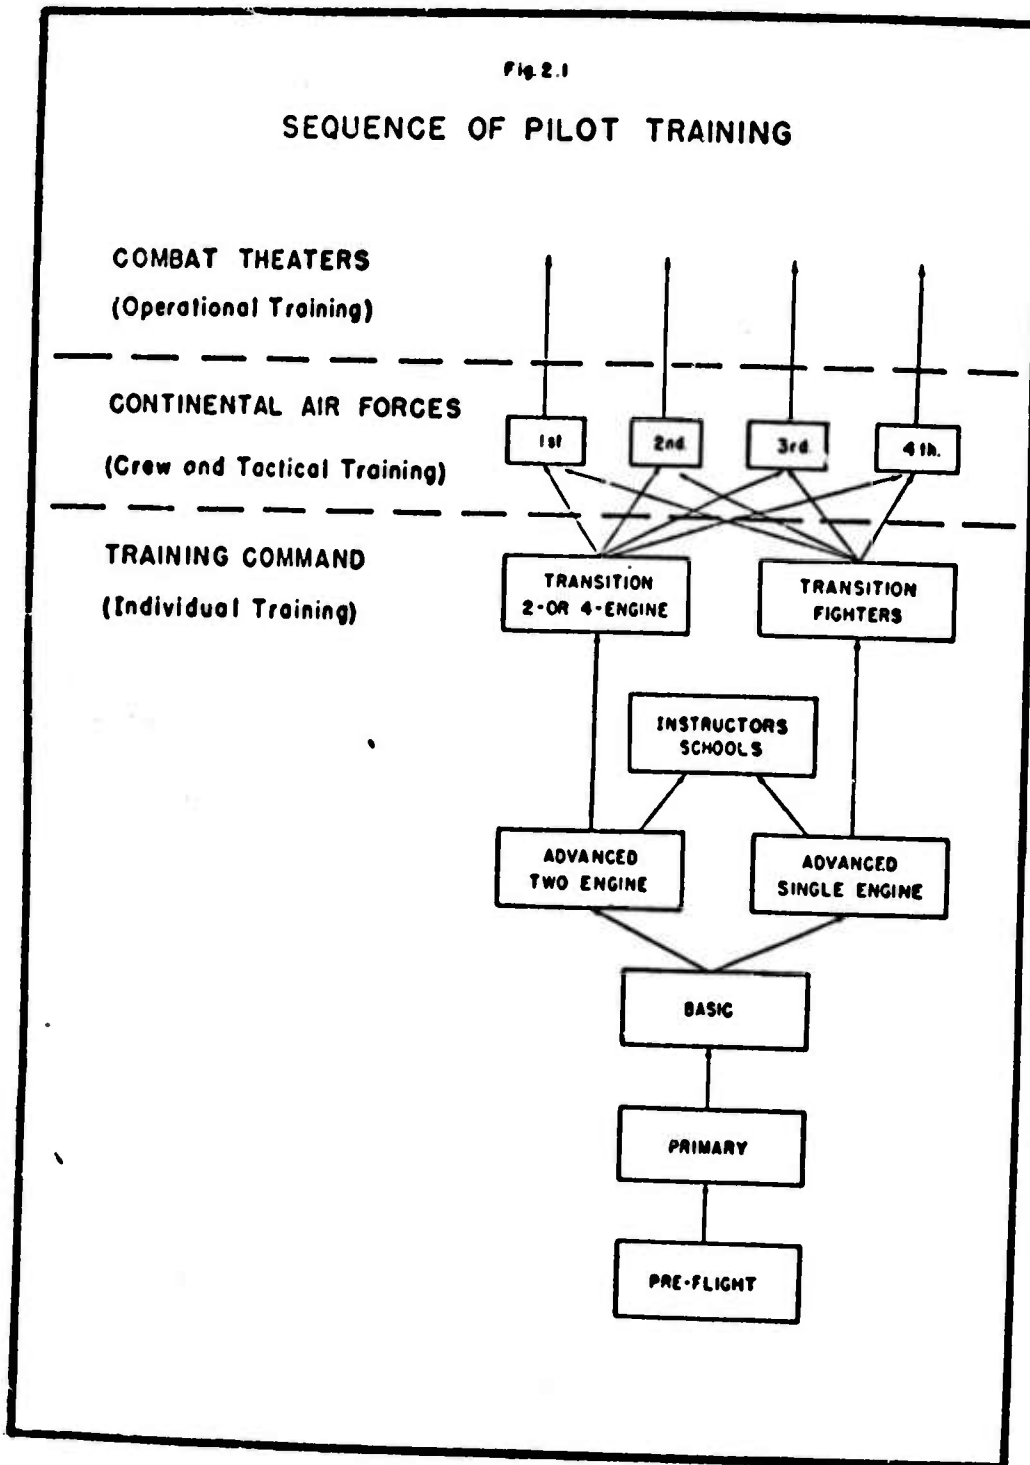 Fig. 2.1
SEQUENCE OF PILOT TRAINING
COMBAT THEATERS
(Operational Training)
CONTINENTAL AIR FORCES
(Crew and Tactical Training)
1st
2nd.
3rd.
4th.
TRAINING COMMAND
(Individual Training)
TRANSITION
2-OR 4-ENGINE
TRANSITION
FIGHTERS
INSTRUCTORS
SCHOOLS
ADVANCED
TWO ENGINE
ADVANCED
SINGLE ENGINE
BASIC
PRIMARY
PRE-FLIGHT